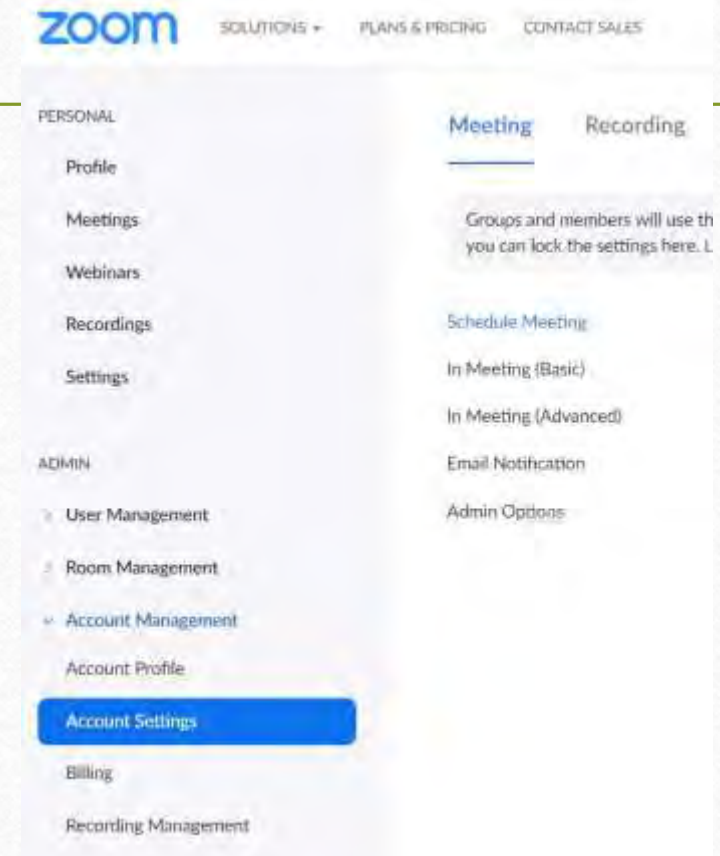 zoom
SOLUTIONS PLANS & PRICING CONTACT SALES
PERSONAL
Profile
Meetings
Webinars
Recordings
Settings
ADMIN
User Management
Room Management
Account Management
Account Profile
Account Settings
Billing
Recording Management
Meeting Recording
Groups and members will use th
you can lock the settings here. L
Schedule Meeting
In Meeting (Basic)
In Meeting (Advanced)
Email Notification
Admin Options